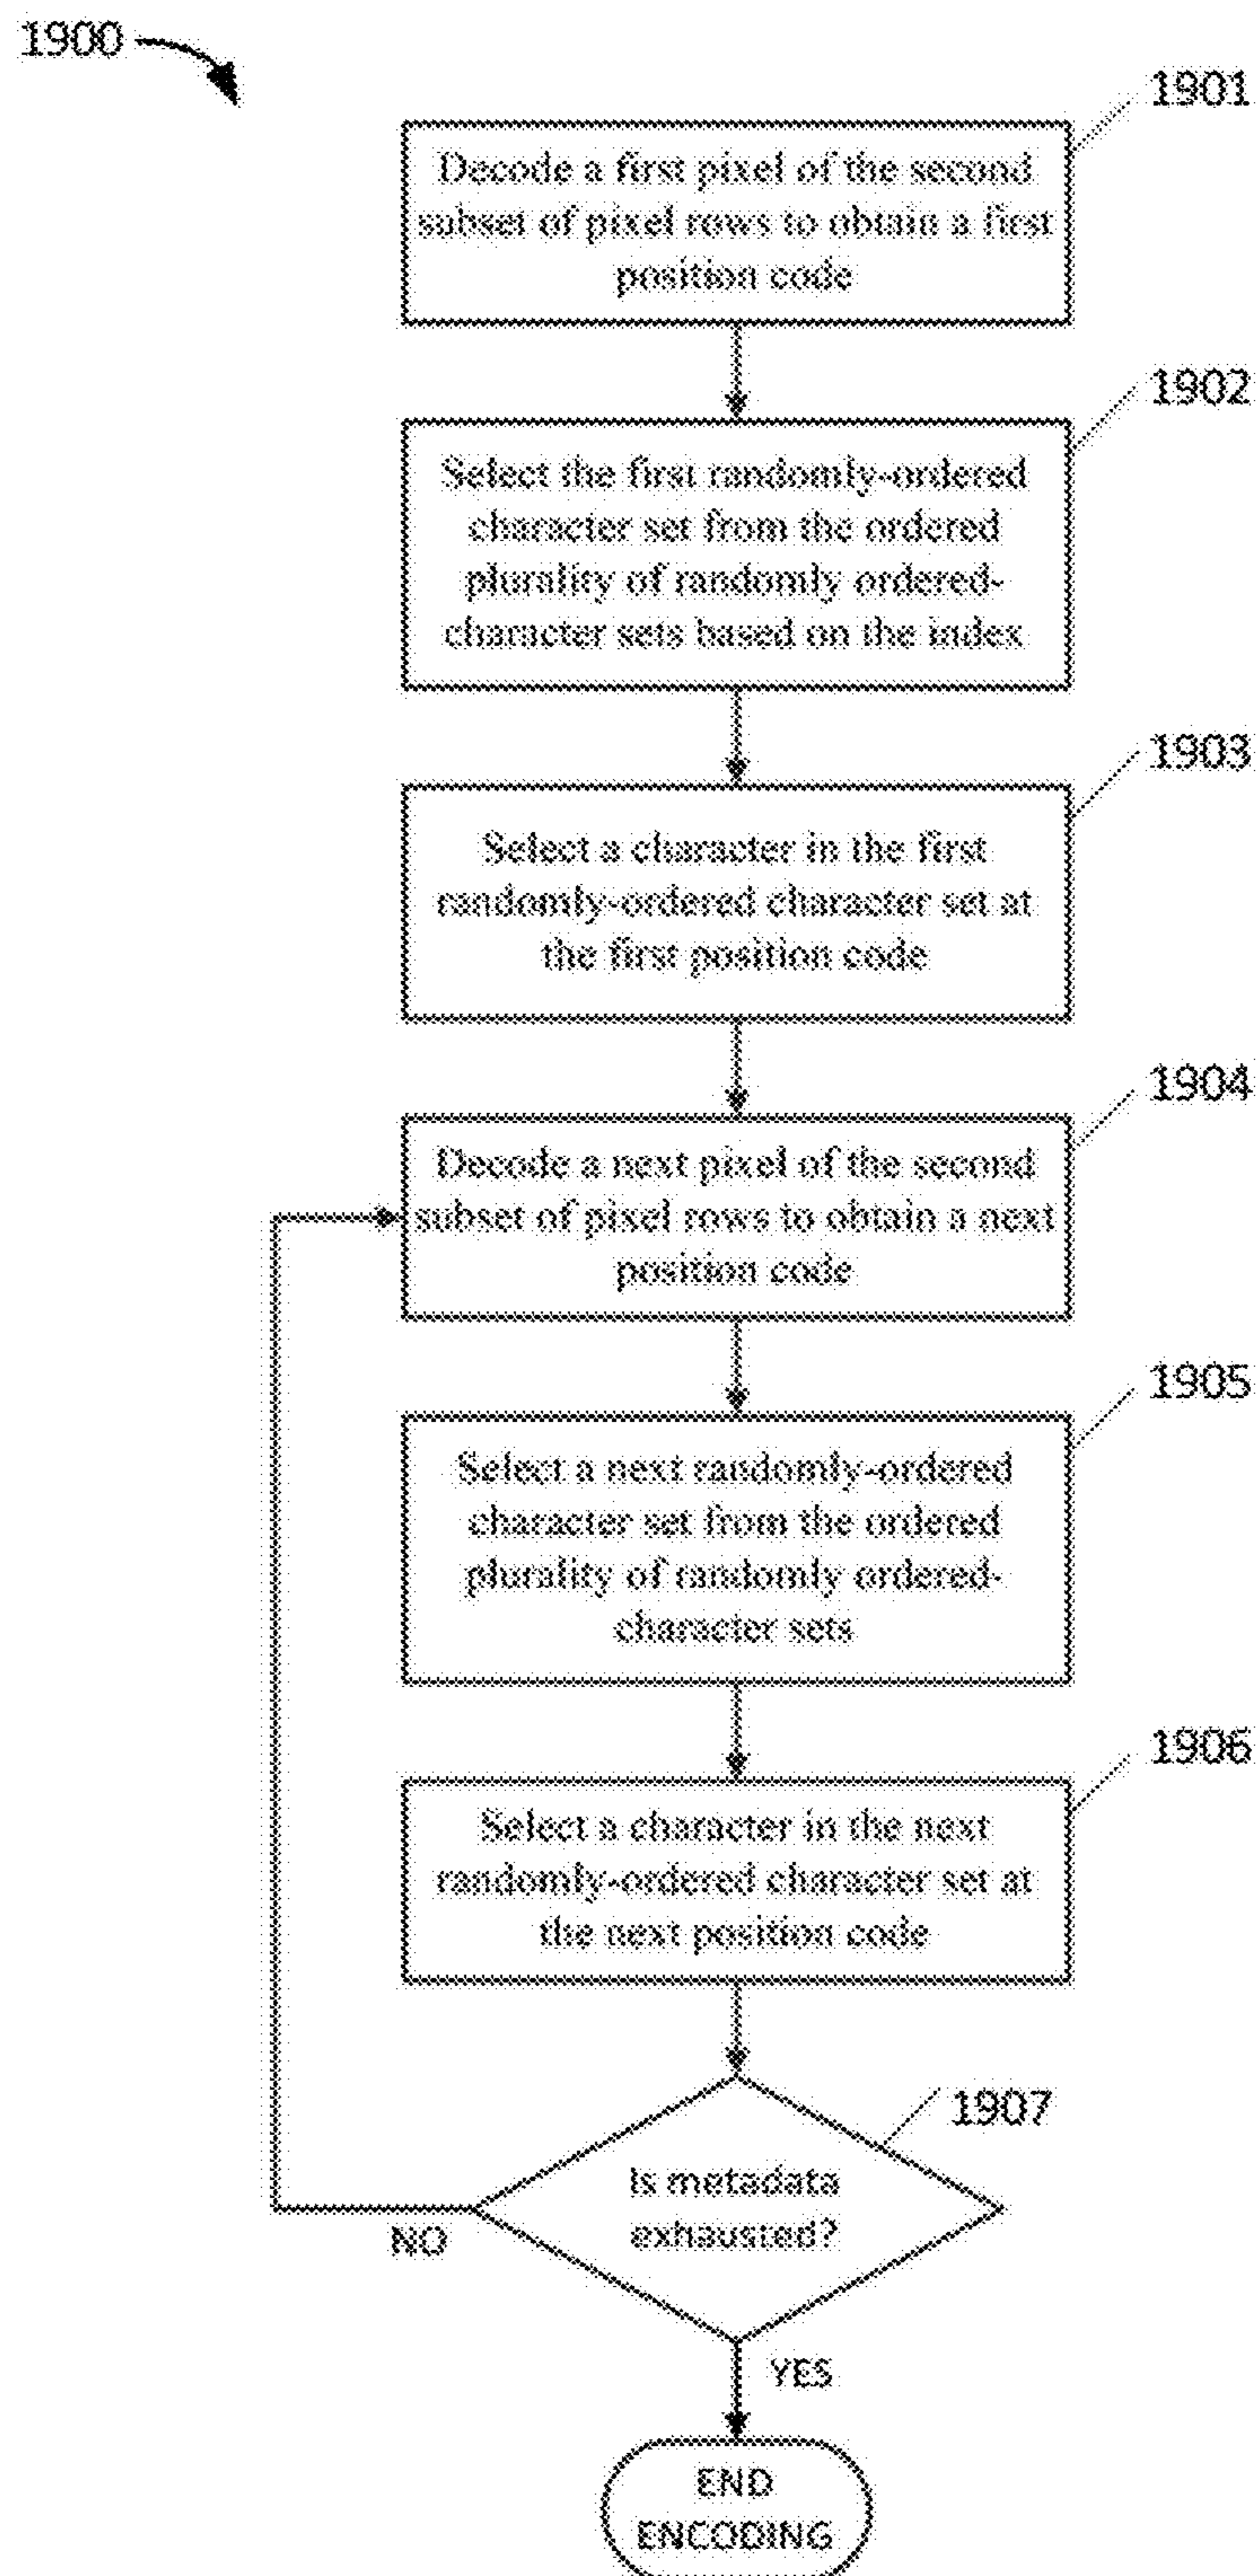 1900
1901
Decode a first pixel of the second
subset of pixel rows to obtain a first
position code
1902
Select the first randomly-ordered
character set from the ordered
plurality of randomly ordered-
character sets based on the index
1903
Select a character in the first
randomly-ordered character set at
the first position code
1904
Decode a next pixel of the second
subset of pixel rows to obtain a next
position code
1905
Select a next randomly-ordered
character set from the ordered
plurality of randomly ordered-
character sets
1906
Select a character in the next
randomly-ordered character set at
the next position code
1907
Is metadata
exhausted?
NO
YES
END
ENCODING